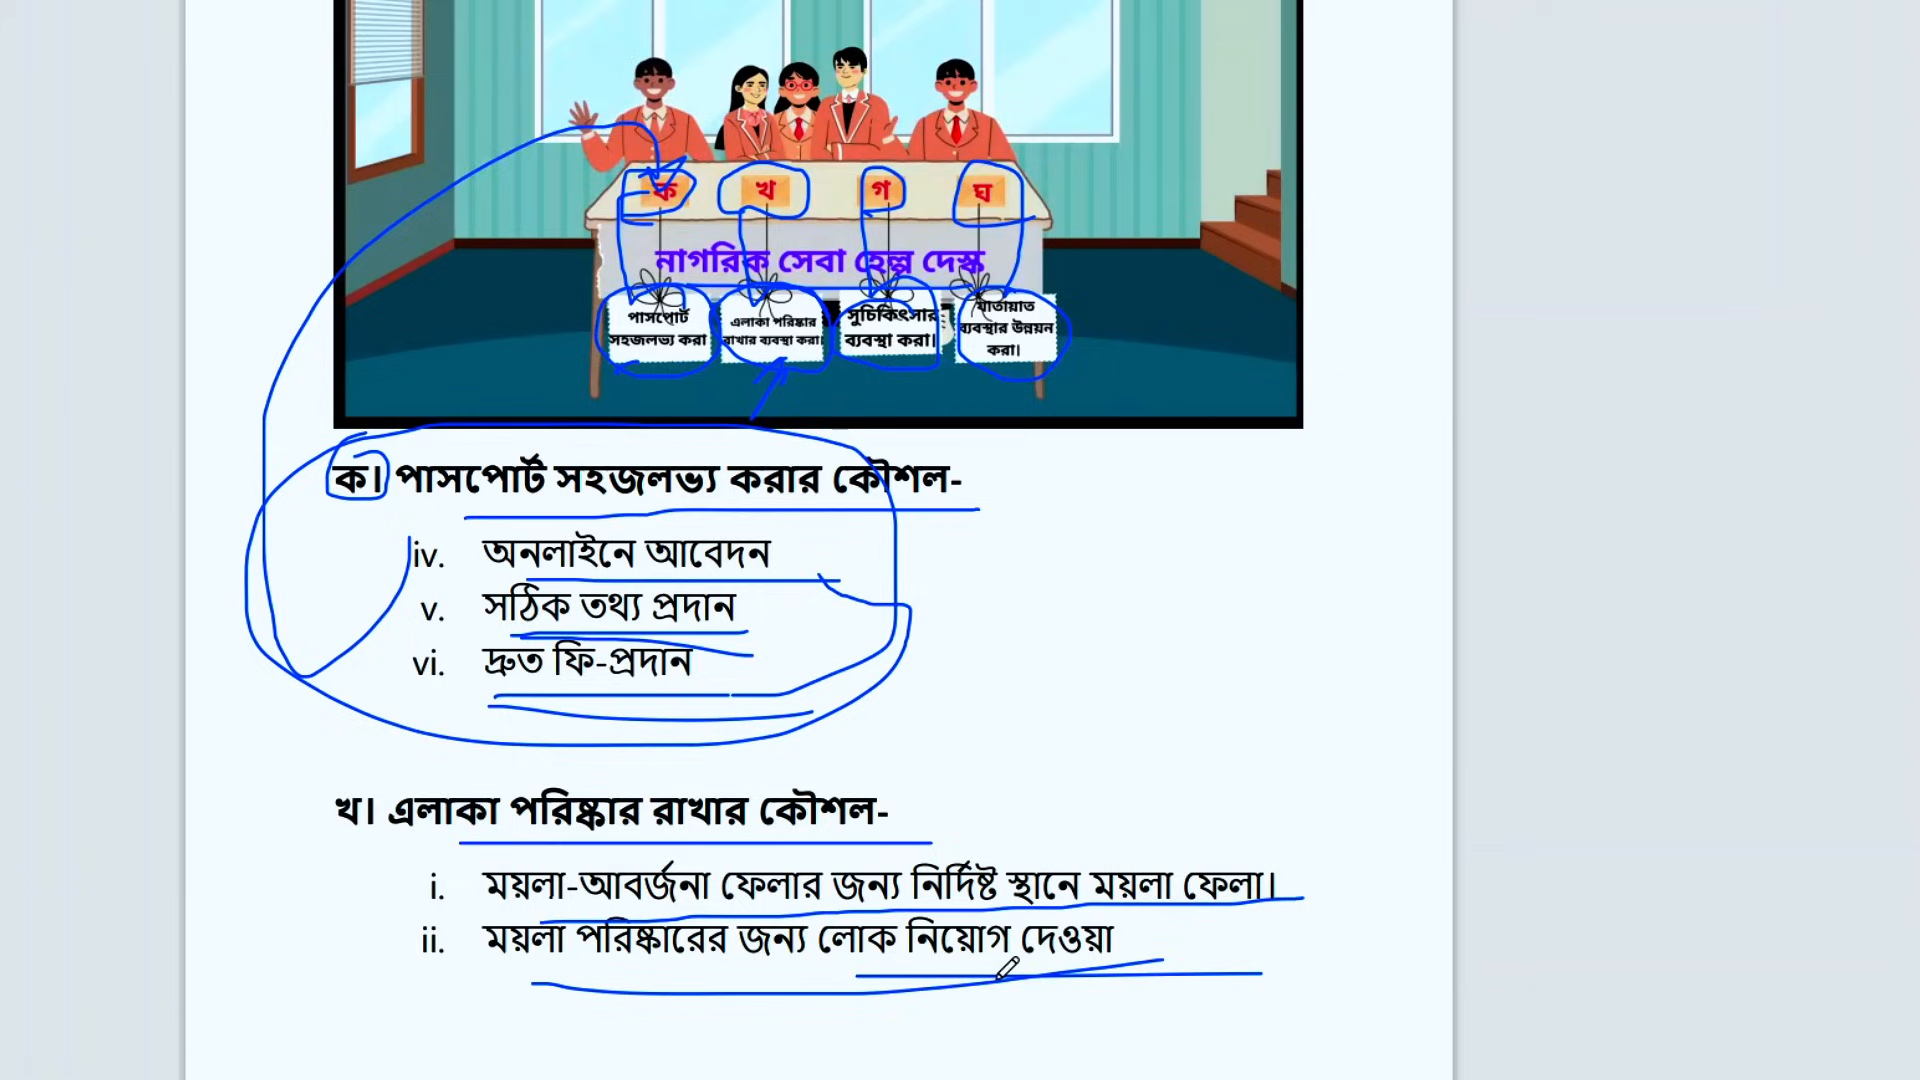 ক খ গ ঘ
নাগরিক সেবা হেল্প দেস্ক
পাসপোর্ট
সহজলভ্য করা
এলাকা পরিষ্কার
রাখার ব্যবস্থা করা।
সুচিকিৎসার
ব্যবস্থা করা।
যাতায়াত
ব্যবস্থার উন্নয়ন
করা।
ক। পাসপোর্ট সহজলভ্য করার কৌশল-
iv. অনলাইনে আবেদন
v. সঠিক তথ্য প্রদান
vi. দ্রুত ফি-প্রদান
খ। এলাকা পরিষ্কার রাখার কৌশল-
i. ময়লা-আবর্জনা ফেলার জন্য নির্দিষ্ট স্থানে ময়লা ফেলা।
ii. ময়লা পরিষ্কারের জন্য লোক নিয়োগ দেওয়া